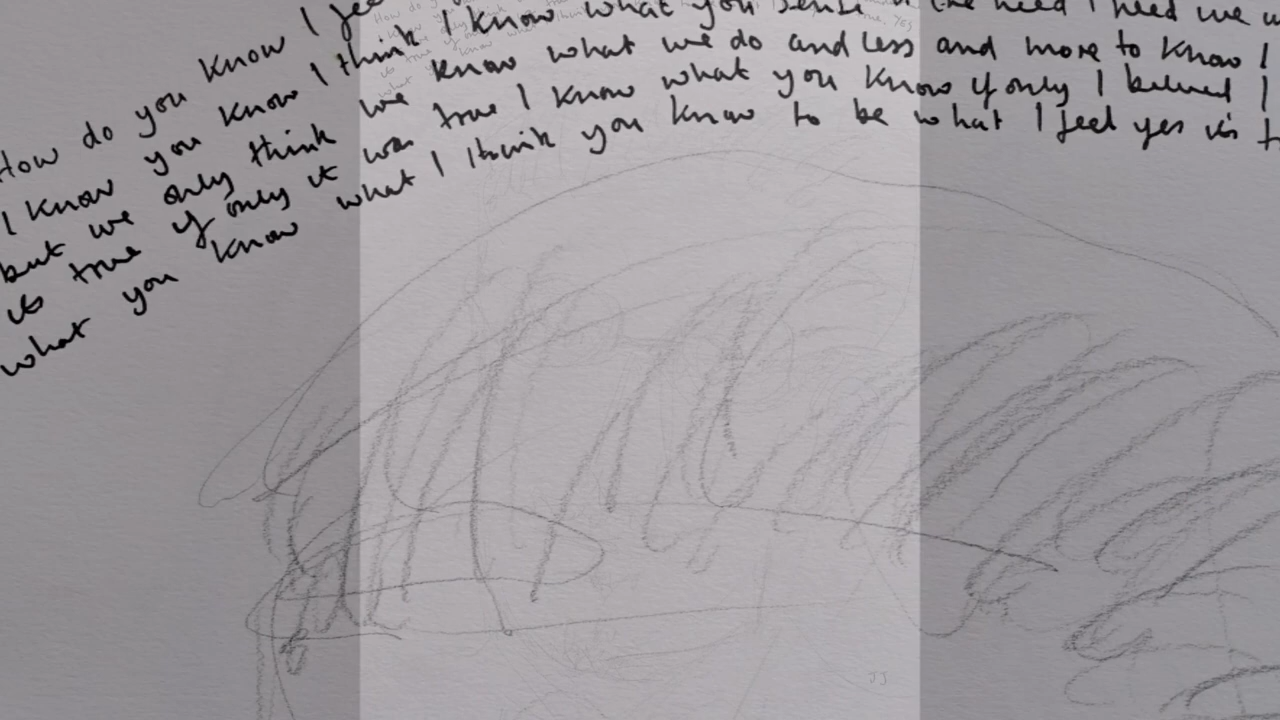 How do you know I fee
I know you know I think I know what you sense the need I need we
but we only think we know what we do and less and more to know I
is true if only it was true I know what you know if only I believed I
what you know what I think you know to be what I feel yes it's
JJ